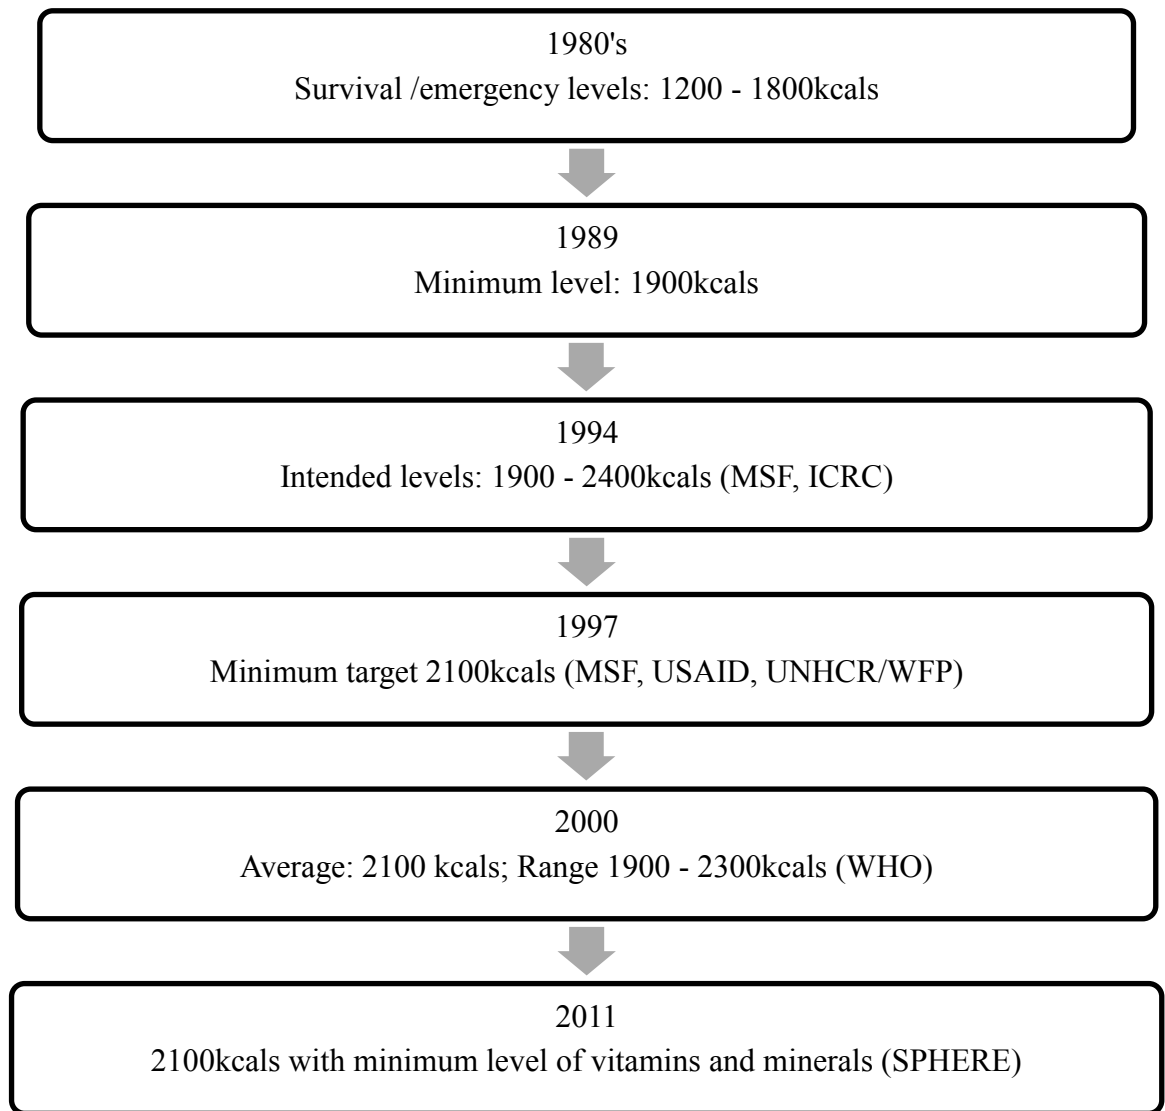 1980's
Survival /emergency levels: 1200 - 1800kcals
1989
Minimum level: 1900kcals
1994
Intended levels: 1900 - 2400kcals (MSF, ICRC)
1997
Minimum target 2100kcals (MSF, USAID, UNHCR/WFP)
2000
Average: 2100 kcals; Range 1900 - 2300kcals (WHO)
2011
2100kcals with minimum level of vitamins and minerals (SPHERE)